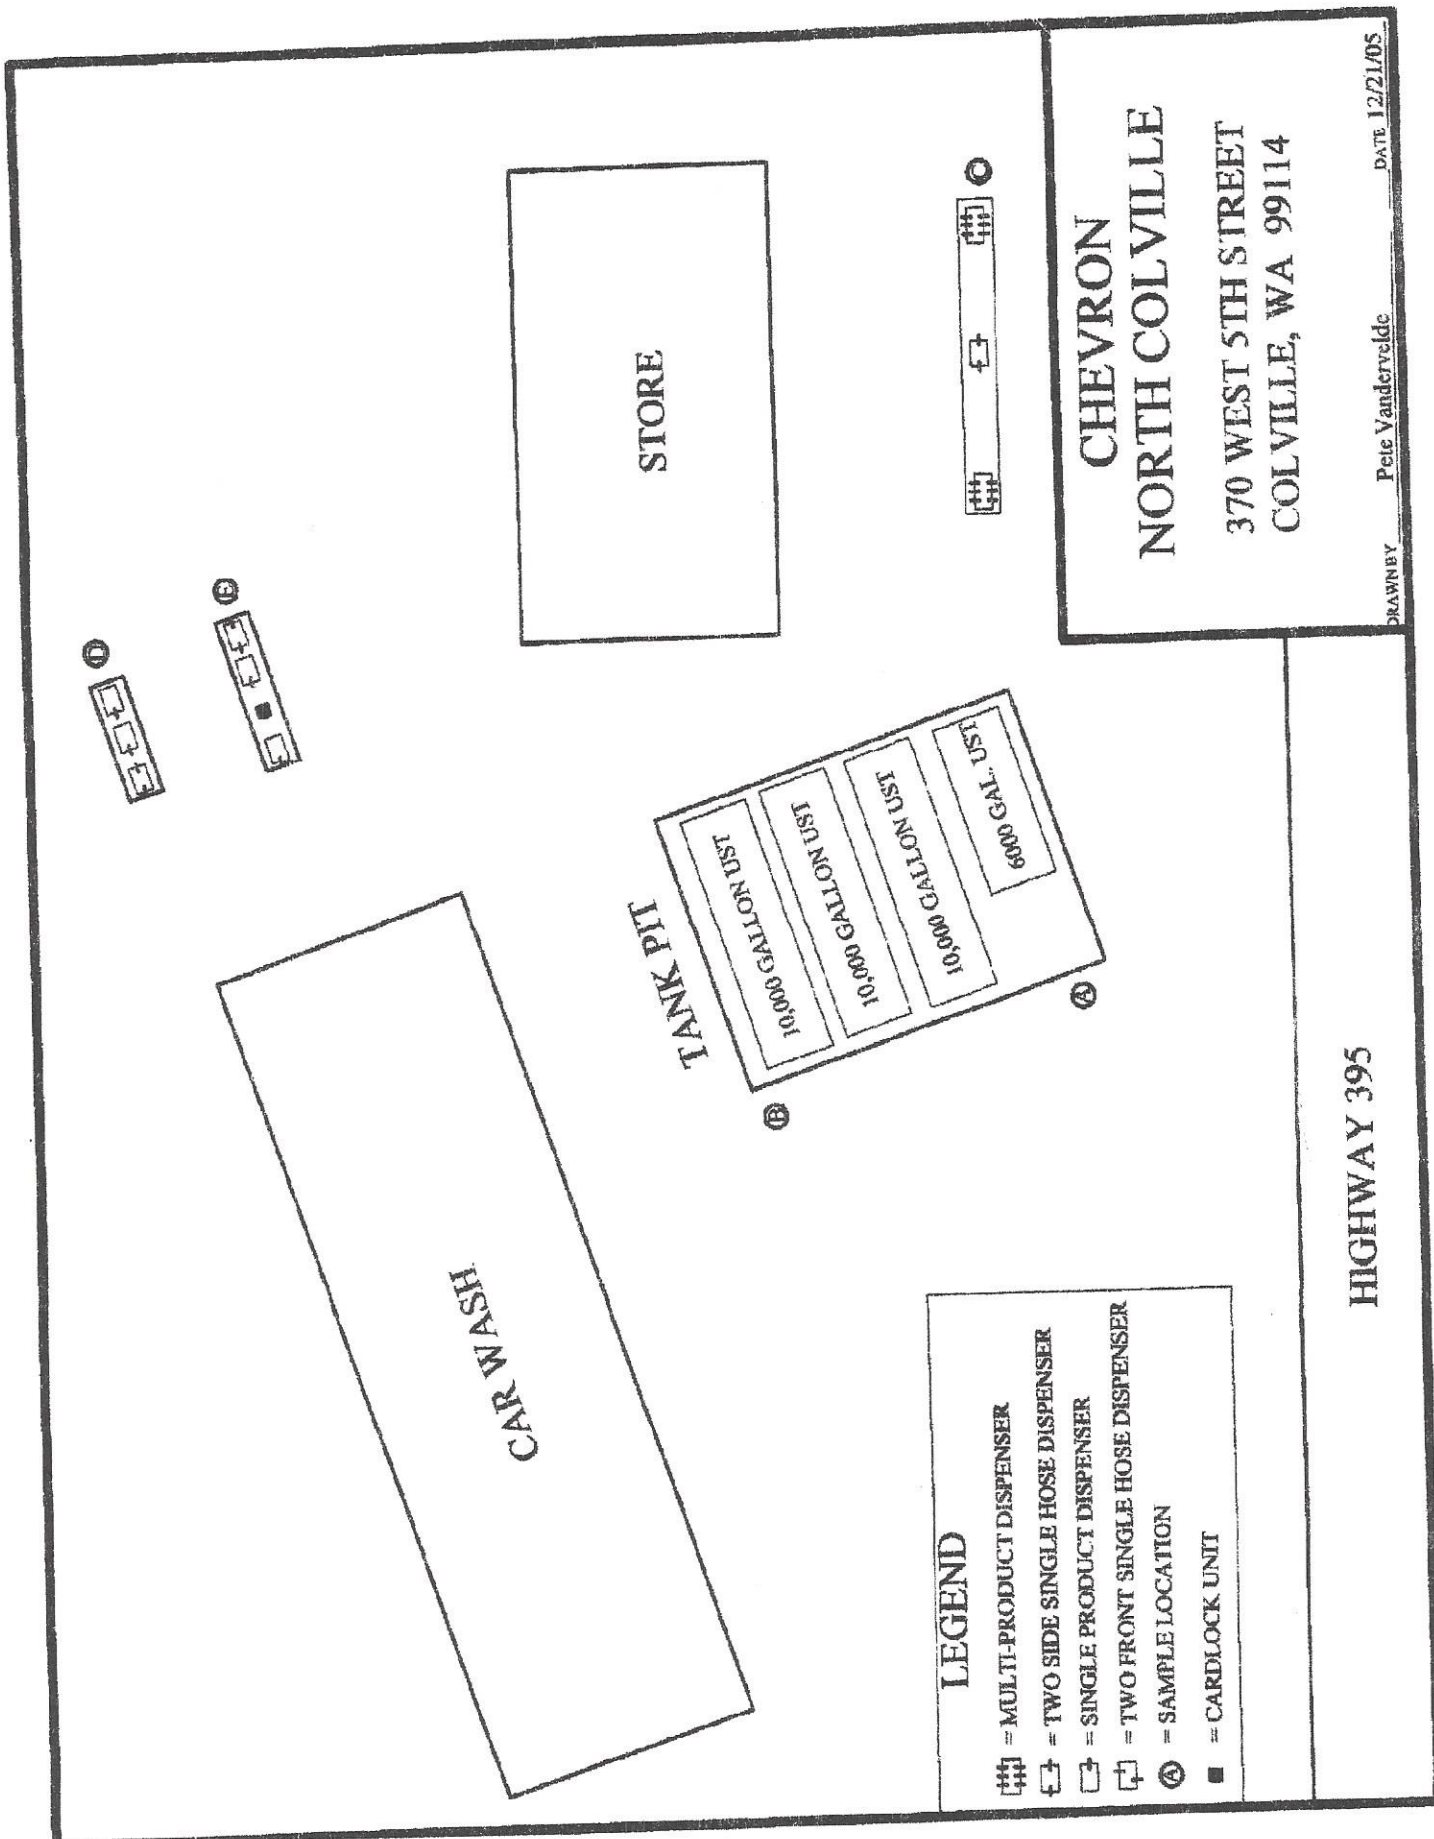 CAR WASH
TANK PIT
10,000 GALLON UST
10,000 GALLON UST
10,000 GALLON UST
6000 GAL. UST
STORE
A
B
C
D
E
LEGEND
= MULTI-PRODUCT DISPENSER
= TWO SIDE SINGLE HOSE DISPENSER
= SINGLE PRODUCT DISPENSER
= TWO FRONT SINGLE HOSE DISPENSER
A = SAMPLE LOCATION
= CARDLOCK UNIT
HIGHWAY 395
CHEVRON
NORTH COLVILLE
370 WEST 5TH STREET
COLVILLE, WA 99114
DRAWN BY Pete Vandervelde DATE 12/21/05